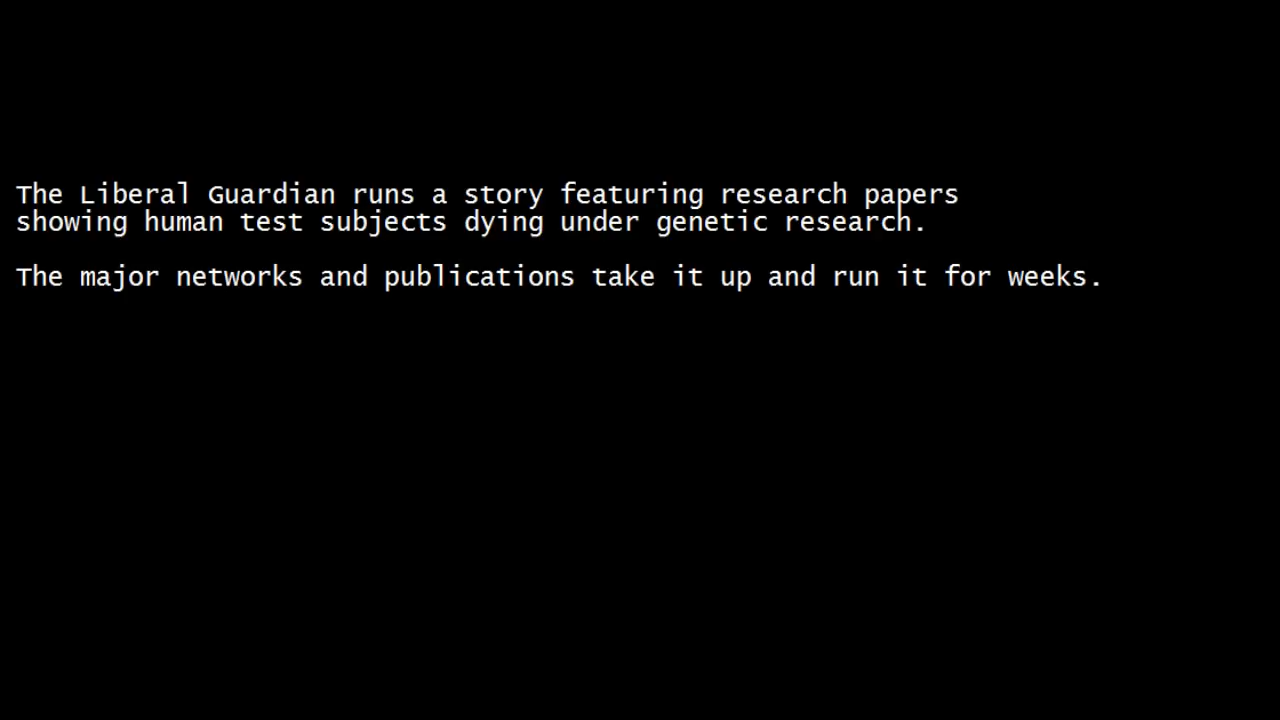 The Liberal Guardian runs a story featuring research papers
showing human test subjects dying under genetic research.
The major networks and publications take it up and run it for weeks.